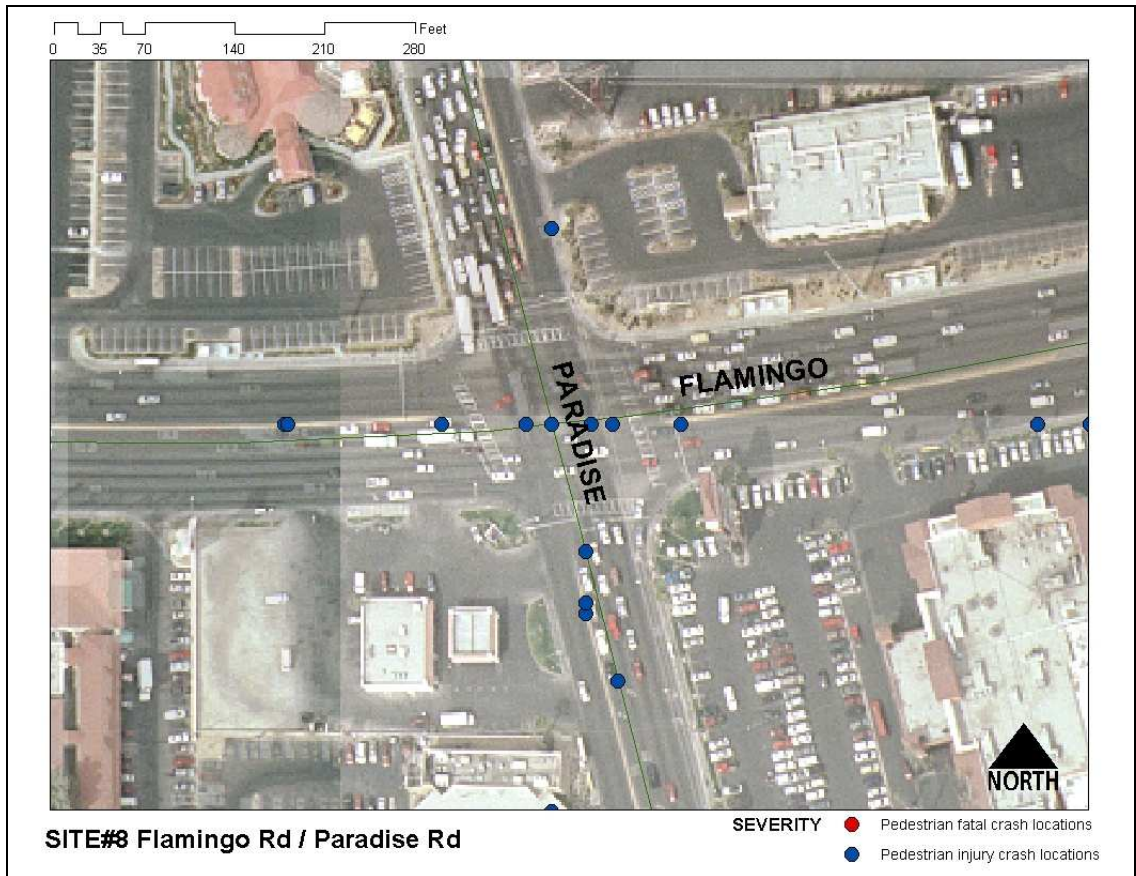 Feet
0 35 70 140 210 280
PARADISE
FLAMINGO
NORTH
SITE#8 Flamingo Rd / Paradise Rd
SEVERITY
Pedestrian fatal crash locations
Pedestrian injury crash locations